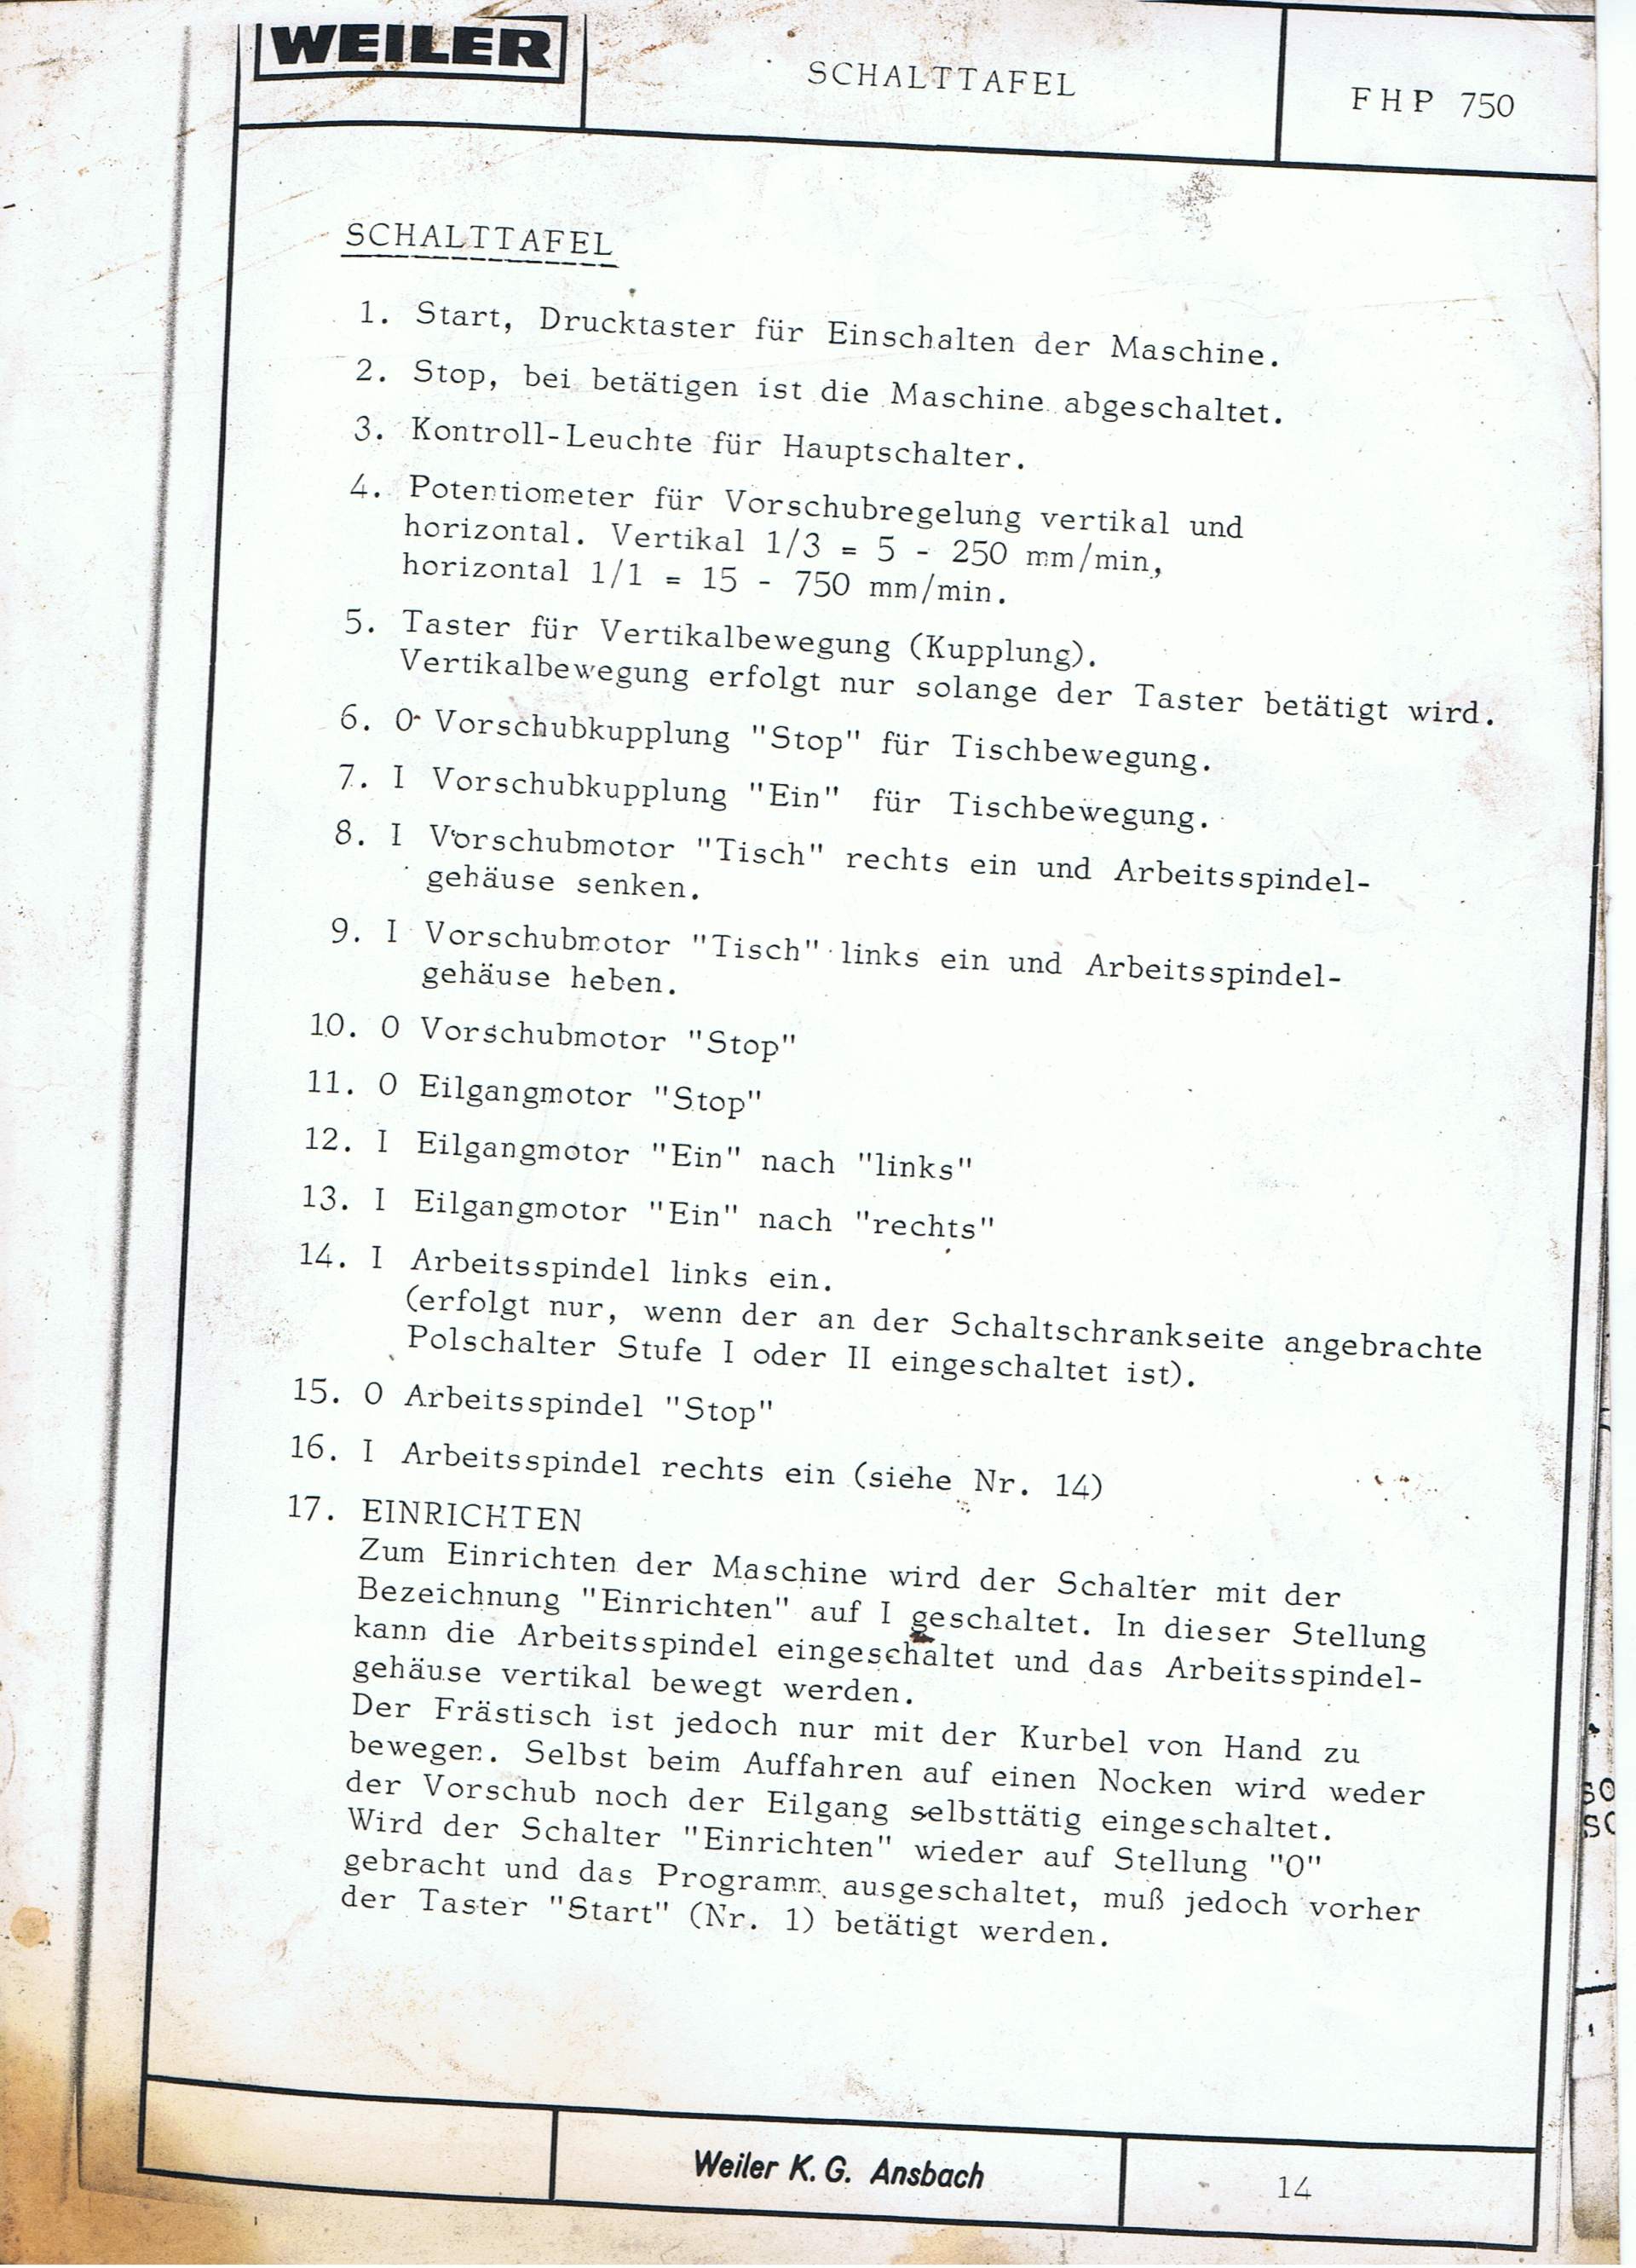 WEILER
SCHALTTAFEL
FHP 750
SCHALTTAFEL
1. Start, Drucktaster für Einschalten der Maschine.
2. Stop, bei betätigen ist die Maschine abgeschaltet.
3. Kontroll-Leuchte für Hauptschalter.
4. Potentiometer für Vorschubregelung vertikal und
horizontal. Vertikal 1/3 = 5 - 250 mm/min,
horizontal 1/1 = 15 - 750 mm/min.
5. Taster für Vertikalbewegung (Kupplung).
Vertikalbewegung erfolgt nur solange der Taster betätigt wird.
6. O Vorschubkupplung "Stop" für Tischbewegung.
7. I Vorschubkupplung "Ein" für Tischbewegung.
8. I Vorschubmotor "Tisch" rechts ein und Arbeitsspindel-
gehäuse senken.
9. I Vorschubmotor "Tisch" links ein und Arbeitsspindel-
gehäuse heben.
10. O Vorschubmotor "Stop"
11. O Eilgangmotor "Stop"
12. I Eilgangmotor "Ein" nach "links"
13. I Eilgangmotor "Ein" nach "rechts"
14. I Arbeitsspindel links ein.
(erfolgt nur, wenn der an der Schaltschrankseite angebrachte
Polschalter Stufe I oder II eingeschaltet ist).
15. O Arbeitsspindel "Stop"
16. I Arbeitsspindel rechts ein (siehe Nr. 14)
17. EINRICHTEN
Zum Einrichten der Maschine wird der Schalter mit der
Bezeichnung "Einrichten" auf I geschaltet. In dieser Stellung
kann die Arbeitsspindel eingeschaltet und das Arbeitsspindel-
gehäuse vertikal bewegt werden.
Der Frästisch ist jedoch nur mit der Kurbel von Hand zu
bewegen. Selbst beim Auffahren auf einen Nocken wird weder
der Vorschub noch der Eilgang selbsttätig eingeschaltet.
Wird der Schalter "Einrichten" wieder auf Stellung "O"
gebracht und das Programm ausgeschaltet, muß jedoch vorher
der Taster "Start" (Nr. 1) betätigt werden.
Weiler K.G. Ansbach
14